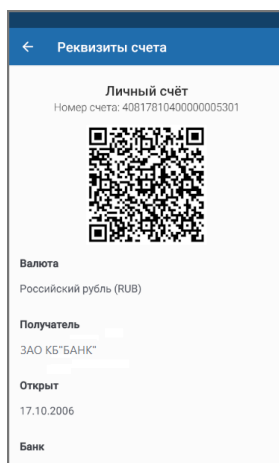 Реквизиты счета
Личный счёт
Номер счета: 40817810400000005301
Валюта
Российский рубль (RUB)
Получатель
ЗАО КБ"БАНК"
Открыт
17.10.2006
Банк